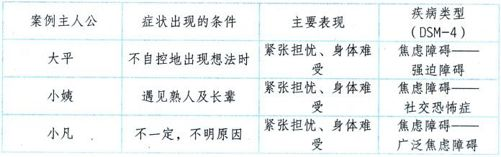 案例主人公 症状出现的条件 主要表现 疾病类型
(DSM-4)
大平 不自控地出现想法时 紧张担忧、身体难
受 焦虑障碍——
强迫障碍
小姨 遇见熟人及长辈 紧张担忧、身体难
受 焦虑障碍——
社交恐怖症
小凡 不一定，不明原因 紧张担忧、身体难
受 焦虑障碍——
广泛焦虑障碍